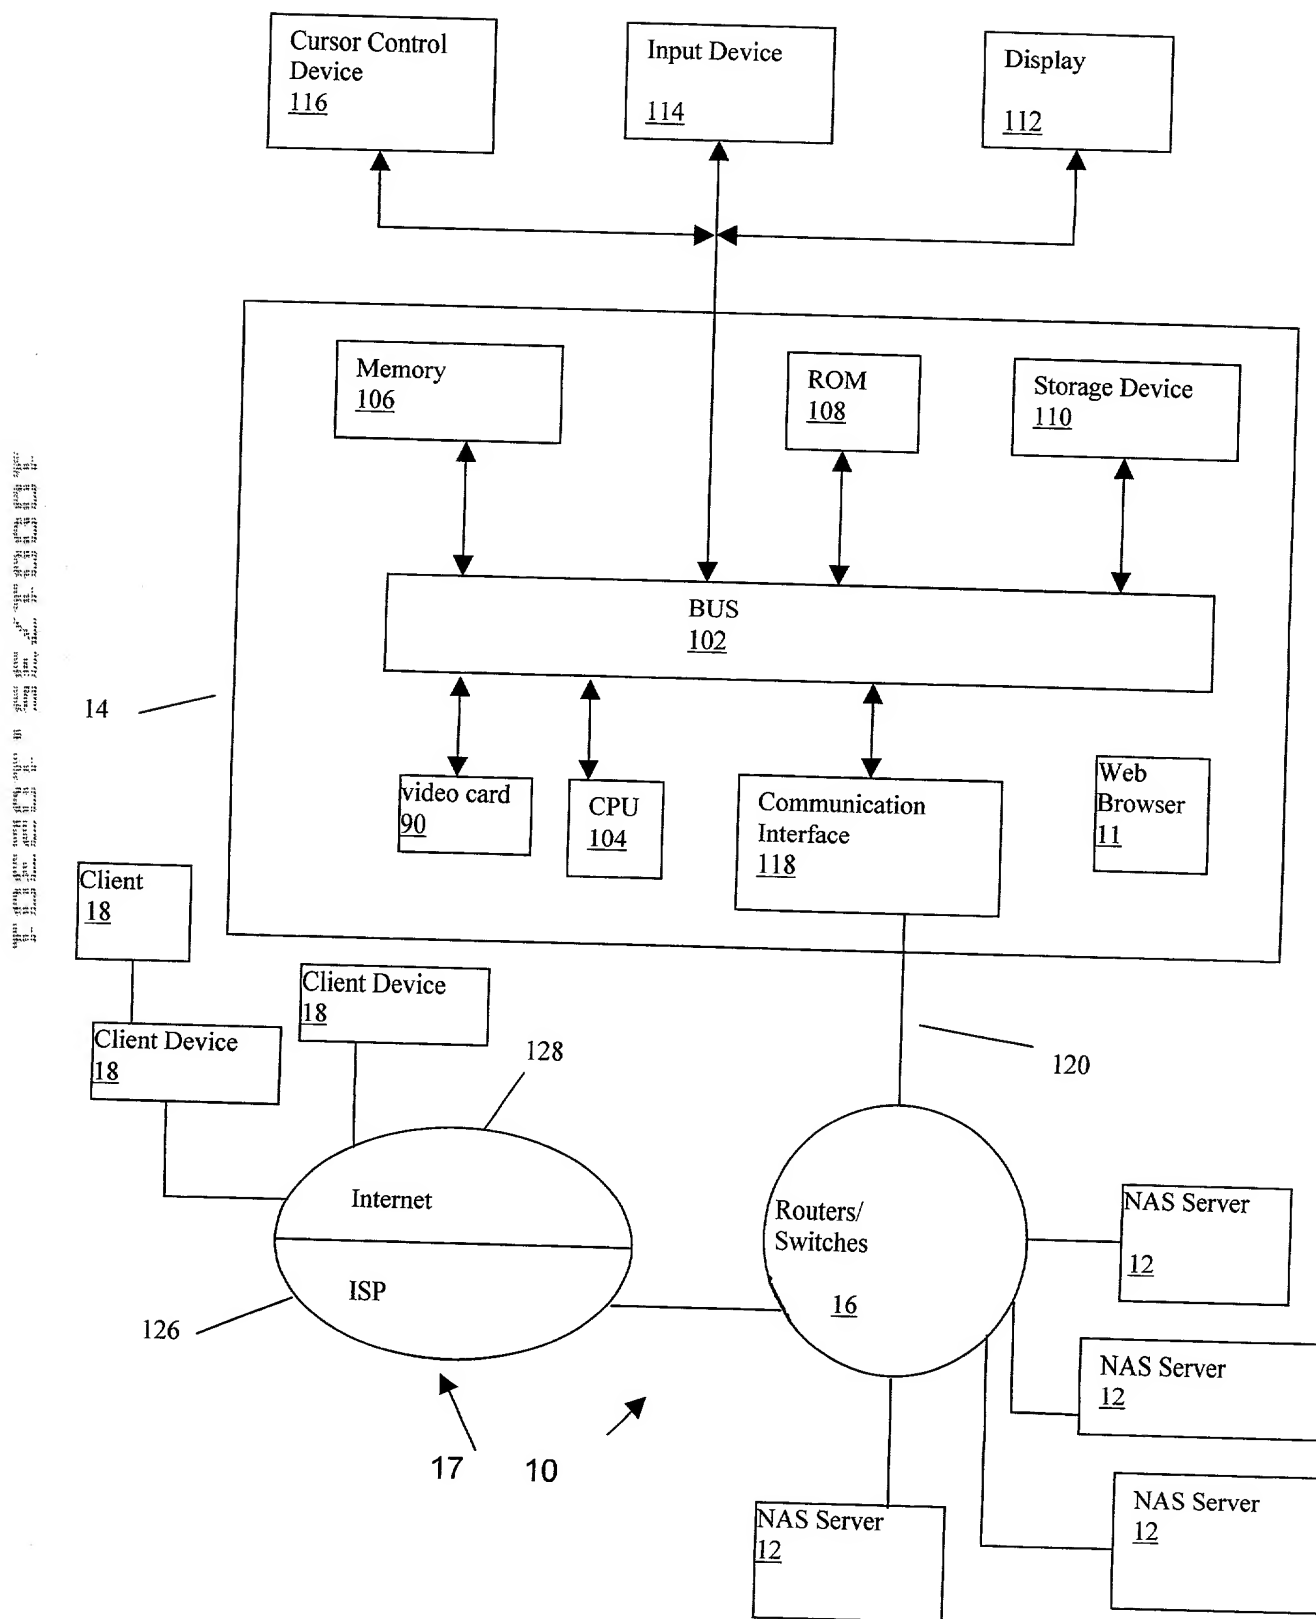 Cursor Control
Device
116
Input Device
114
Display
112
Memory
106
ROM
108
Storage Device
110
BUS
102
14
video card
90
CPU
104
Communication
Interface
118
Web
Browser
11
Client
18
Client Device
18
Client Device
18
128
120
Internet
ISP
126
Routers/
Switches
16
NAS Server
12
NAS Server
12
NAS Server
12
NAS Server
12
17
10